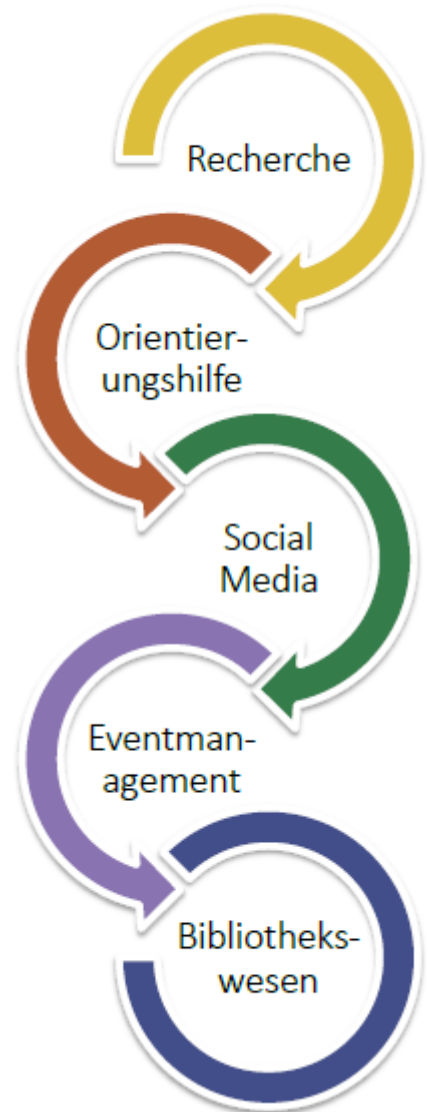 Recherche
Orientier-
ungshilfe
Social
Media
Eventman-
agement
Bibliotheks-
wesen